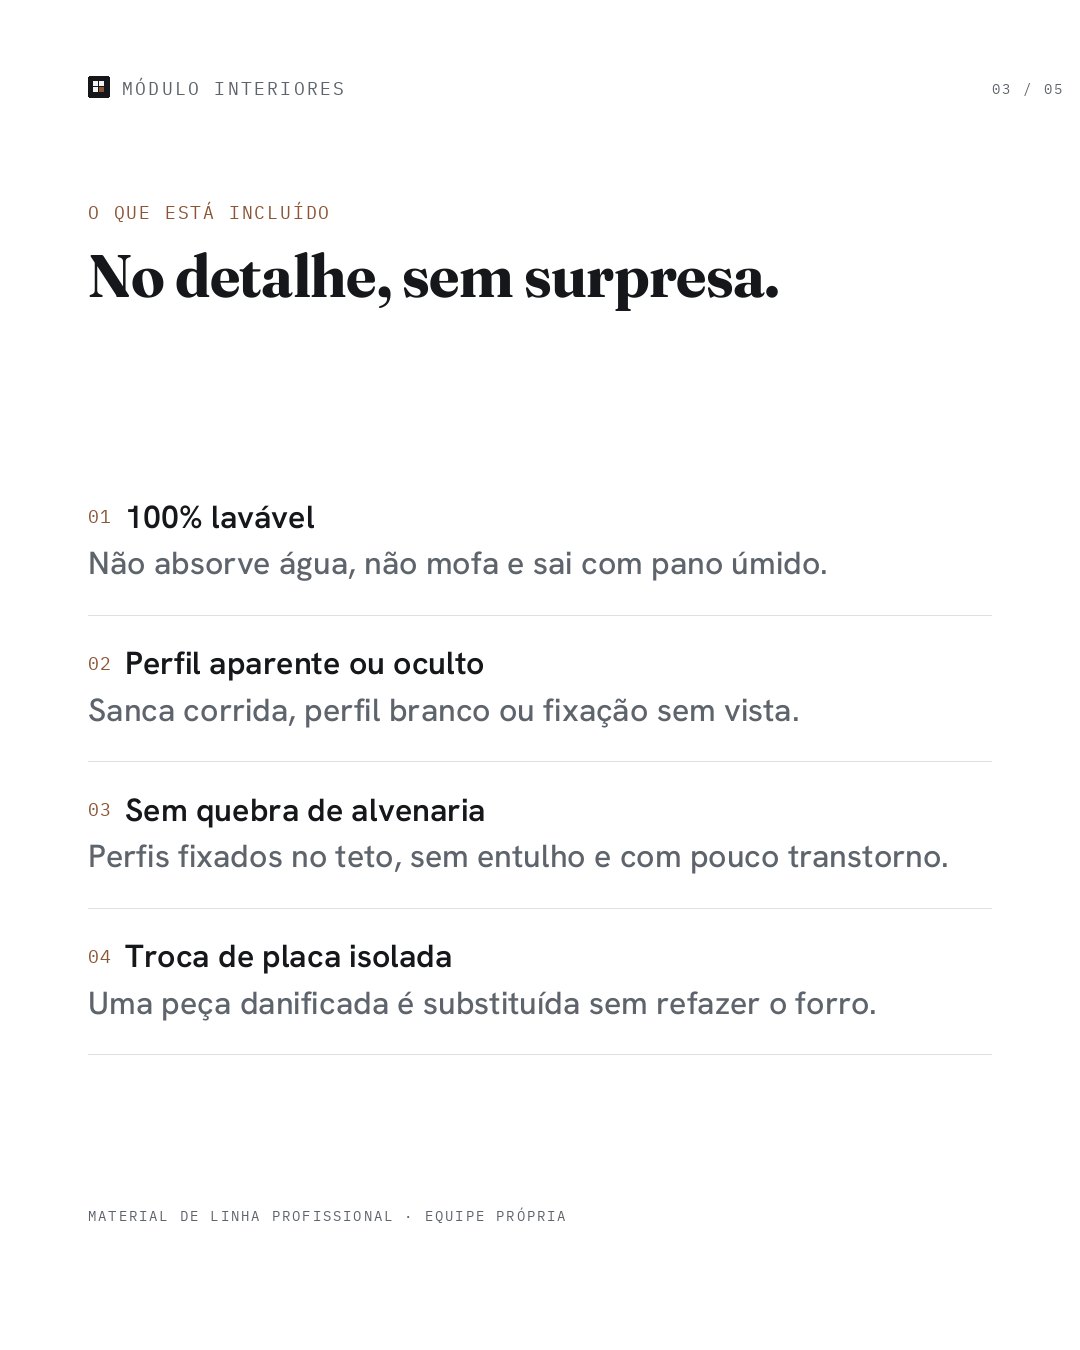 MÓDULO INTERIORES
03 / 05
O QUE ESTÁ INCLUÍDO
No detalhe, sem surpresa.
01 100% lavável
Não absorve água, não mofa e sai com pano úmido.
02 Perfil aparente ou oculto
Sanca corrida, perfil branco ou fixação sem vista.
03 Sem quebra de alvenaria
Perfis fixados no teto, sem entulho e com pouco transtorno.
04 Troca de placa isolada
Uma peça danificada é substituída sem refazer o forro.
MATERIAL DE LINHA PROFISSIONAL · EQUIPE PRÓPRIA